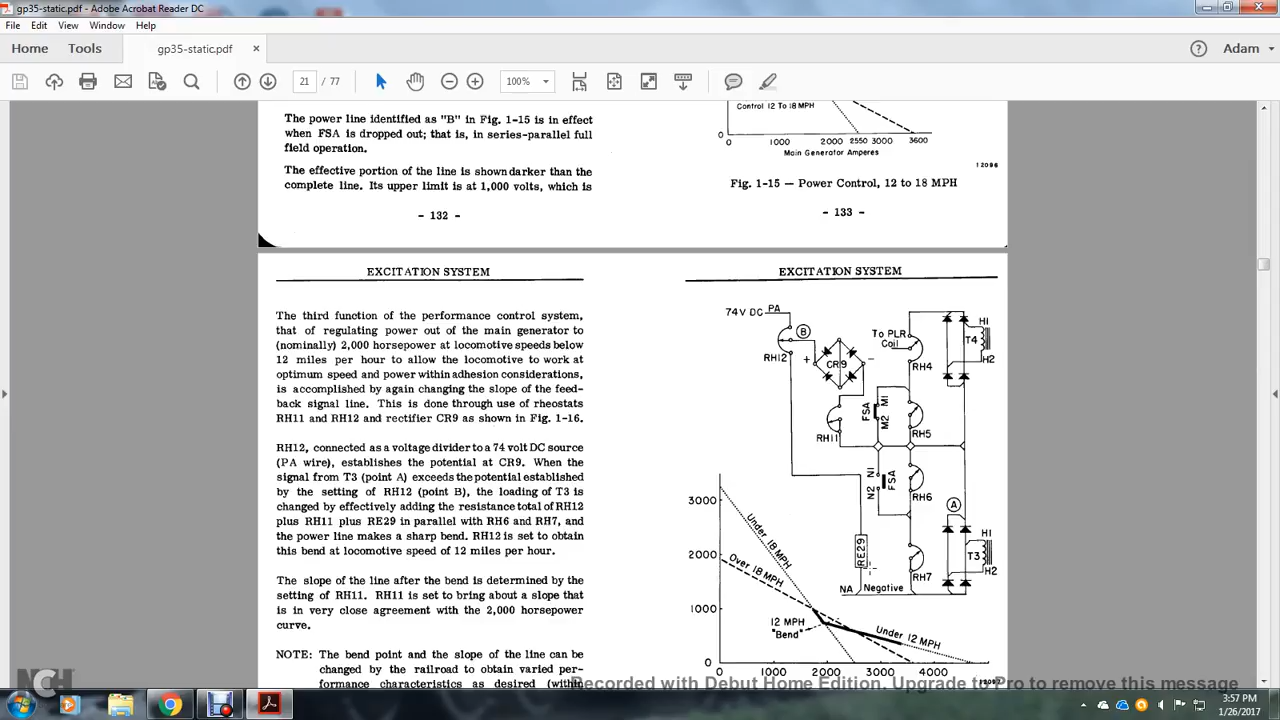 gp35-static.pdf - Adobe Acrobat Reader DC
File Edit View Window Help
Home Tools gp35-static.pdf × Adam
21 / 77 100%
The power line identified as "B" in Fig. 1-15 is in effect
when FSA is dropped out; that is, in series-parallel full
field operation.
The effective portion of the line is shown darker than the
complete line. Its upper limit is at 1,000 volts, which is
- 132 -
Control 12 To 18 MPH
0
0 1000 2000 2550 3000 3600
Main Generator Amperes
12096
Fig. 1-15 — Power Control, 12 to 18 MPH
- 133 -
EXCITATION SYSTEM
The third function of the performance control system,
that of regulating power out of the main generator to
(nominally) 2,000 horsepower at locomotive speeds below
12 miles per hour to allow the locomotive to work at
optimum speed and power within adhesion considerations,
is accomplished by again changing the slope of the feed-
back signal line. This is done through use of rheostats
RH11 and RH12 and rectifier CR9 as shown in Fig. 1-16.
RH12, connected as a voltage divider to a 74 volt DC source
(PA wire), establishes the potential at CR9. When the
signal from T3 (point A) exceeds the potential established
by the setting of RH12 (point B), the loading of T3 is
changed by effectively adding the resistance total of RH12
plus RH11 plus RE29 in parallel with RH6 and RH7, and
the power line makes a sharp bend. RH12 is set to obtain
this bend at locomotive speed of 12 miles per hour.
The slope of the line after the bend is determined by the
setting of RH11. RH11 is set to bring about a slope that
is in very close agreement with the 2,000 horsepower
curve.
NOTE: The bend point and the slope of the line can be
changed by the railroad to obtain varied per-
formance characteristics as desired (within
EXCITATION SYSTEM
74V DC PA
B
RH12
+ CR9 -
To PLR
Coil
RH4
H1
T4
H2
FSA
M1
M2
RH5
RH11
N1
N2
FSA
RH6
A
H1
T3
H2
RE29
RH7
NA Negative
3000
2000
1000
0
Under 18 MPH
Over 18 MPH
12 MPH
"Bend"
Under 12 MPH
0 1000 2000 3000 4000
12097
NCH
Recorded with Debut Home Edition. Upgrade to Pro to remove this message
3:57 PM
1/26/2017